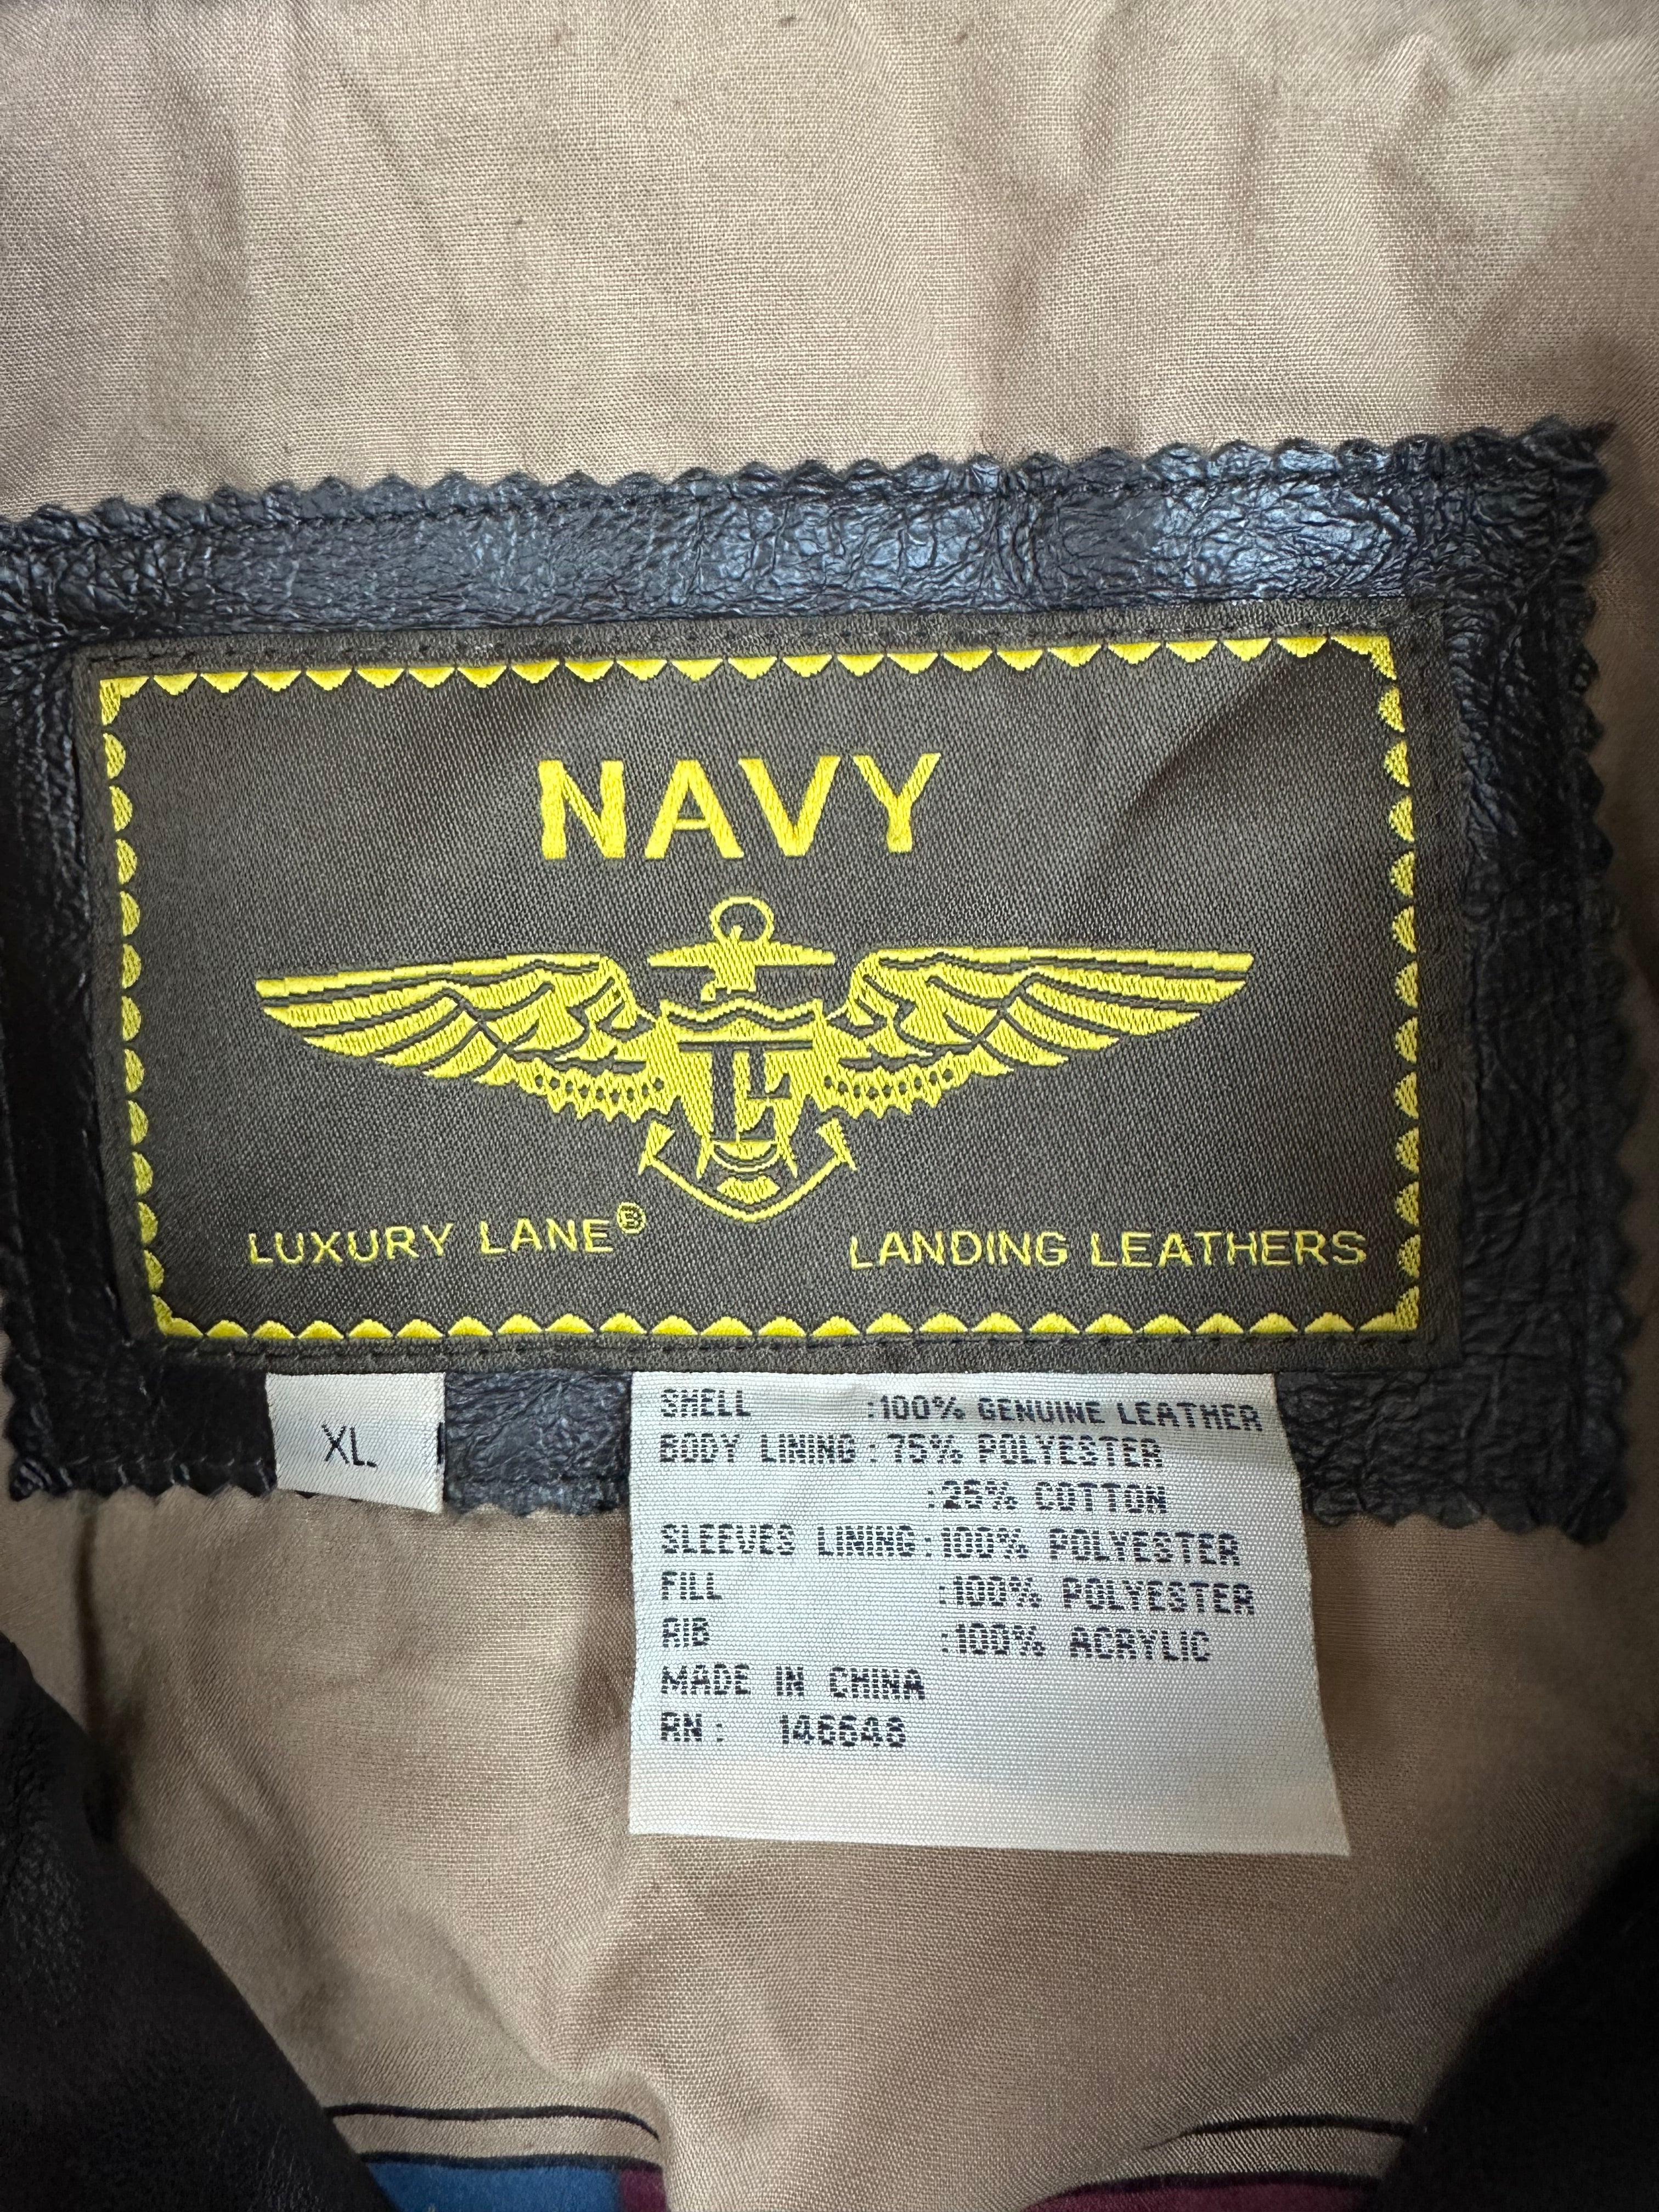 NAVY
LL
LUXURY LANE® LANDING LEATHERS
XL
SHELL :100% GENUINE LEATHER
BODY LINING : 75% POLYESTER
:25% COTTON
SLEEVES LINING :100% POLYESTER
FILL :100% POLYESTER
RIB :100% ACRYLIC
MADE IN CHINA
RN : 146648